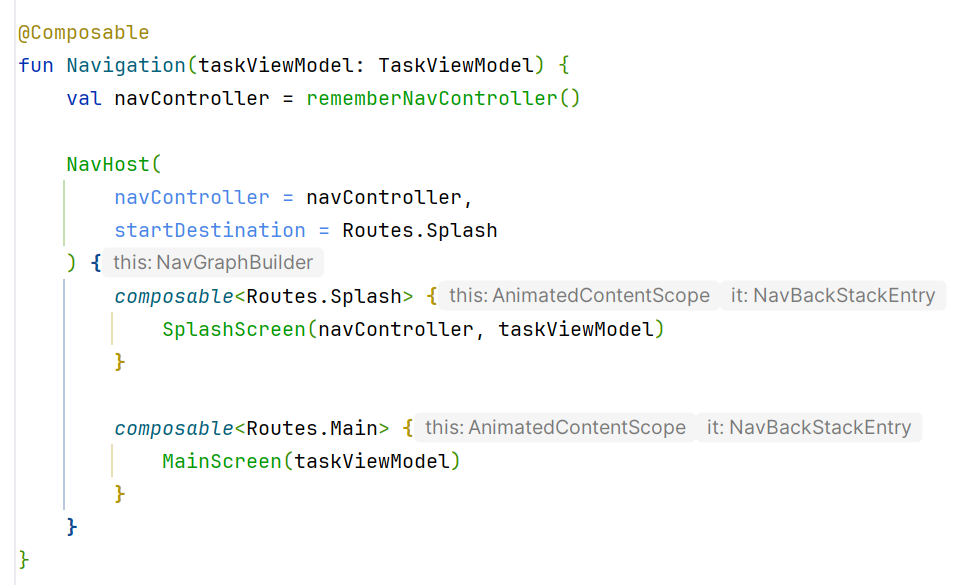 @Composable
fun Navigation(taskViewModel: TaskViewModel) {
    val navController = rememberNavController()

    NavHost(
        navController = navController,
        startDestination = Routes.Splash
    ) { this: NavGraphBuilder
        composable<Routes.Splash> { this: AnimatedContentScope it: NavBackStackEntry
            SplashScreen(navController, taskViewModel)
        }

        composable<Routes.Main> { this: AnimatedContentScope it: NavBackStackEntry
            MainScreen(taskViewModel)
        }
    }
}